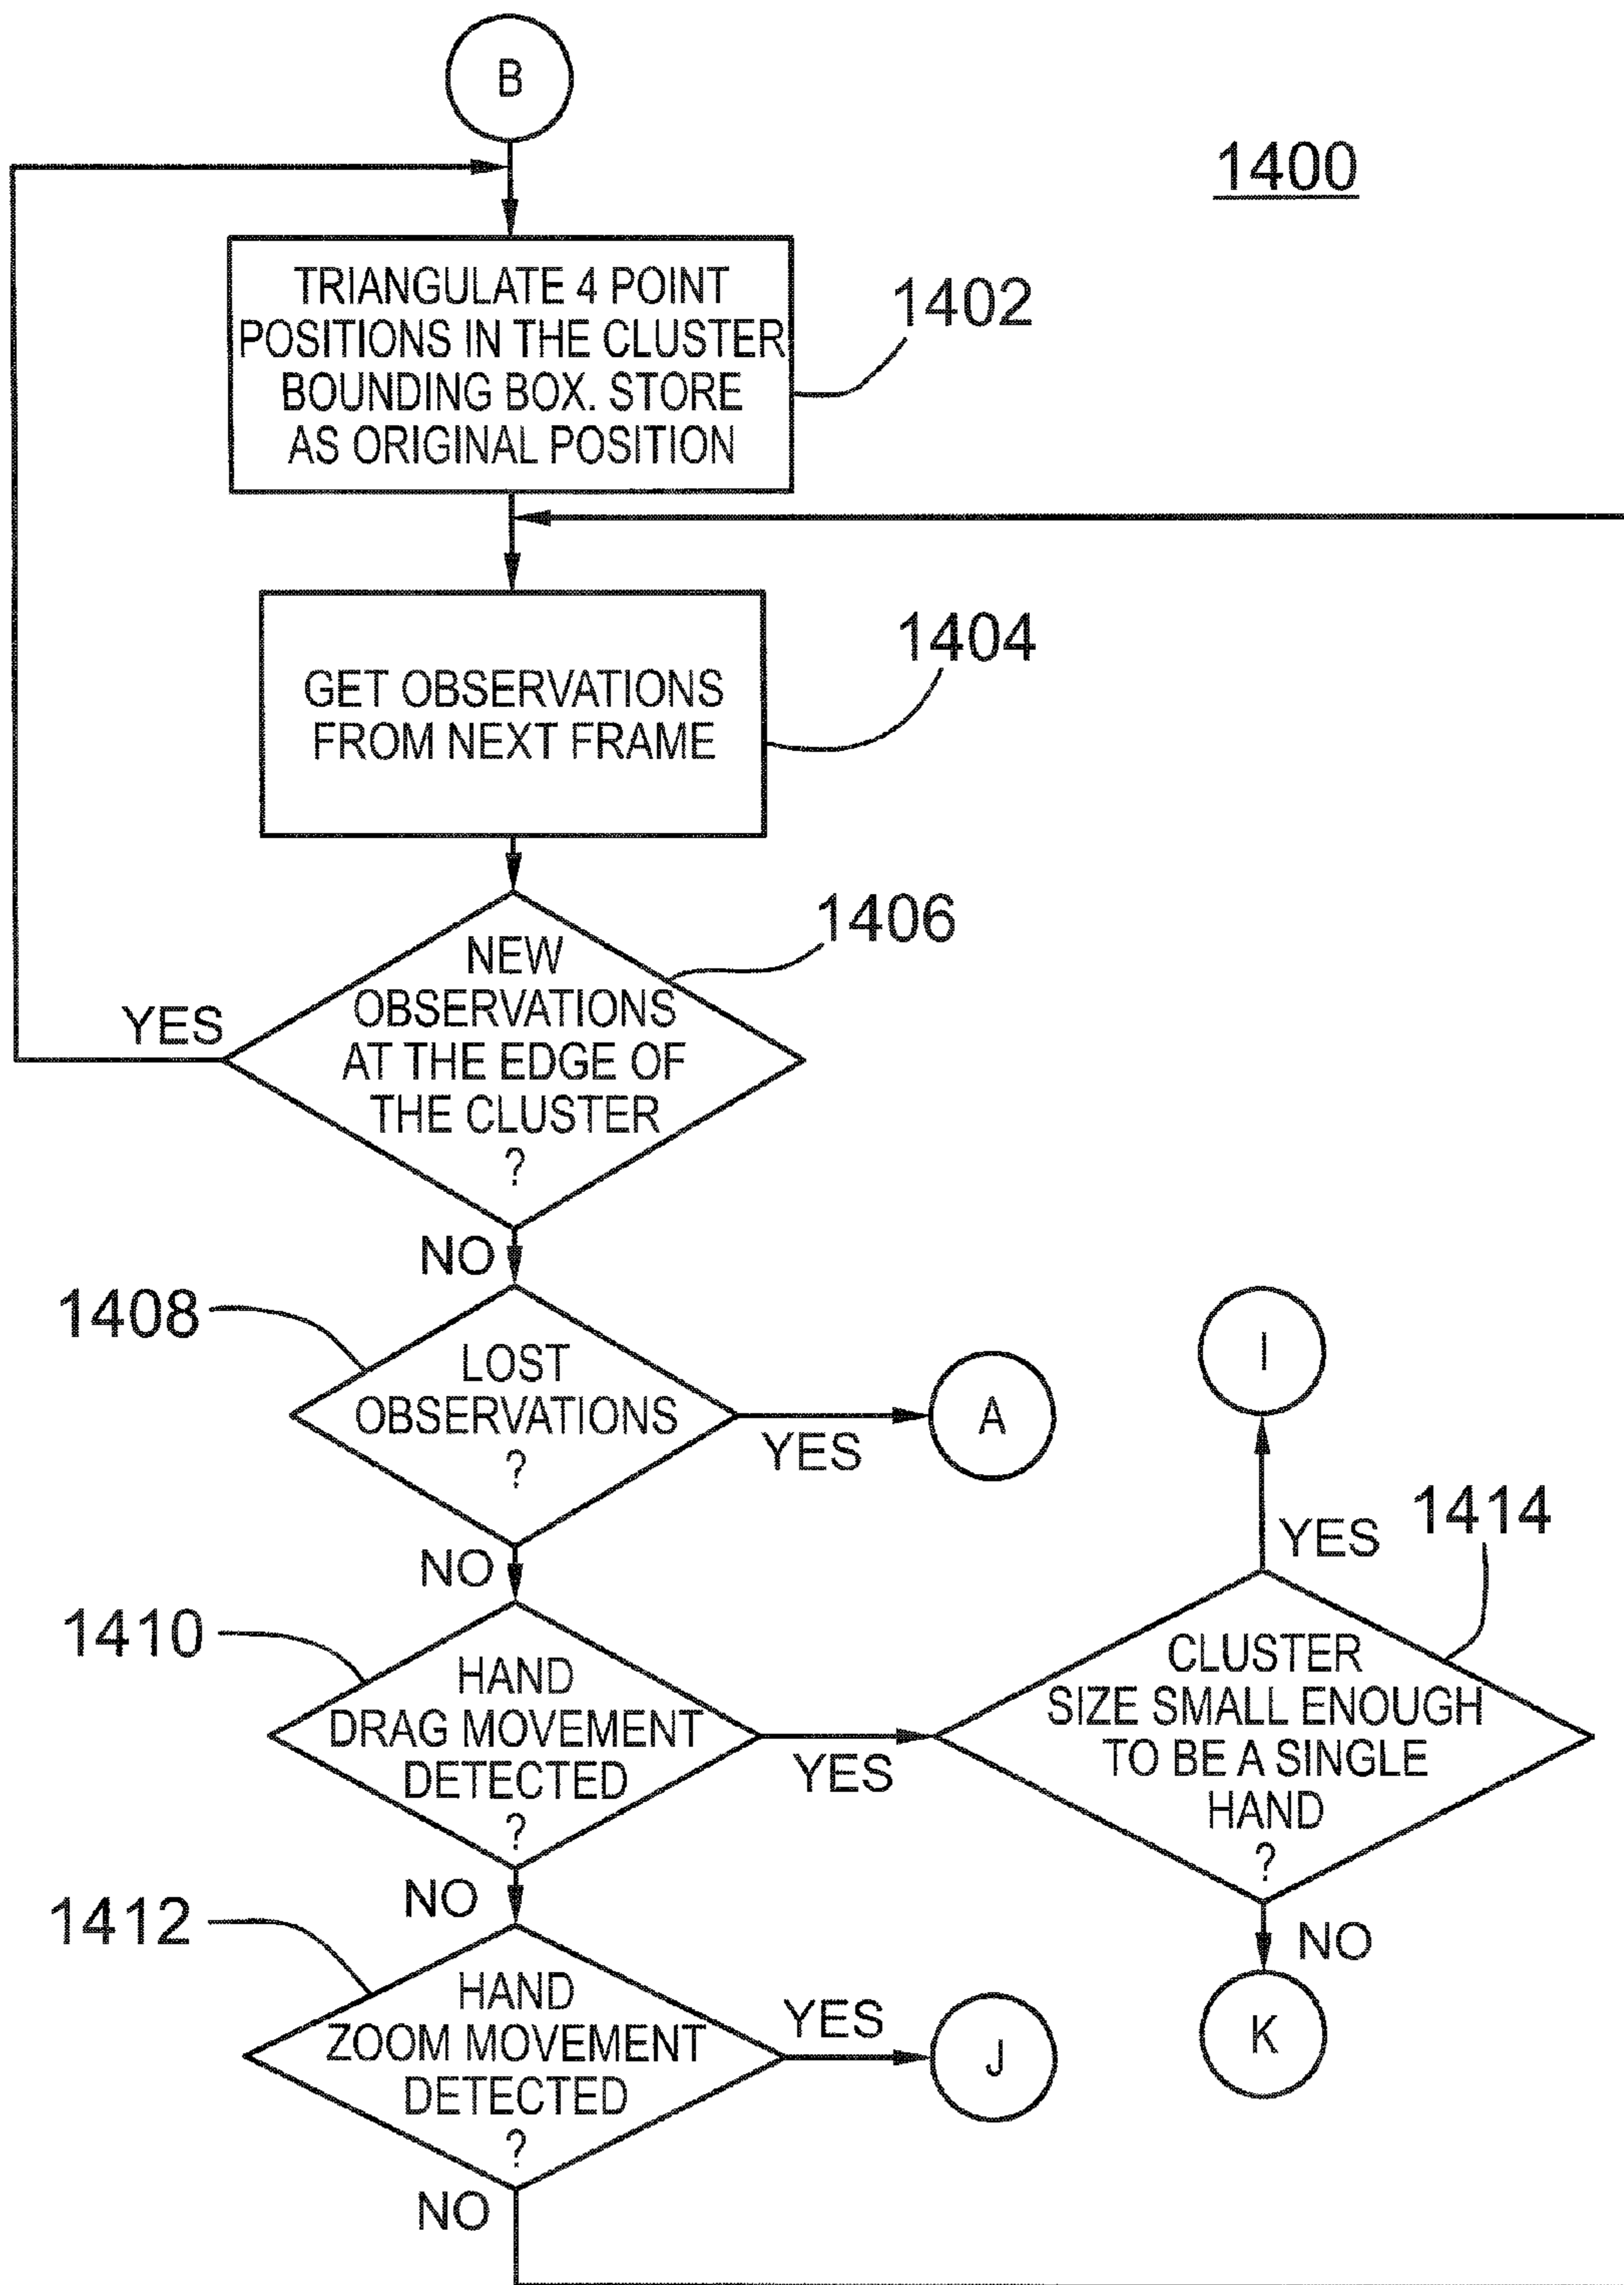 B
1400
TRIANGULATE 4 POINT
POSITIONS IN THE CLUSTER
BOUNDING BOX. STORE
AS ORIGINAL POSITION
1402
GET OBSERVATIONS
FROM NEXT FRAME
1404
NEW
OBSERVATIONS
AT THE EDGE OF
THE CLUSTER
?
1406
YES
NO
1408
LOST
OBSERVATIONS
?
YES
A
NO
I
YES
1414
1410
HAND
DRAG MOVEMENT
DETECTED
?
YES
CLUSTER
SIZE SMALL ENOUGH
TO BE A SINGLE
HAND
?
NO
NO
K
1412
HAND
ZOOM MOVEMENT
DETECTED
?
YES
J
NO